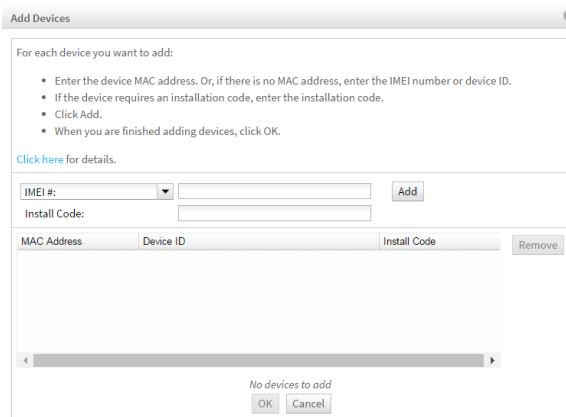 Add Devices
For each device you want to add:
• Enter the device MAC address. Or, if there is no MAC address, enter the IMEI number or device ID.
• If the device requires an installation code, enter the installation code.
• Click Add.
• When you are finished adding devices, click OK.
Click here for details.
IMEI #: Add
Install Code:
MAC Address Device ID Install Code Remove
No devices to add
OK Cancel